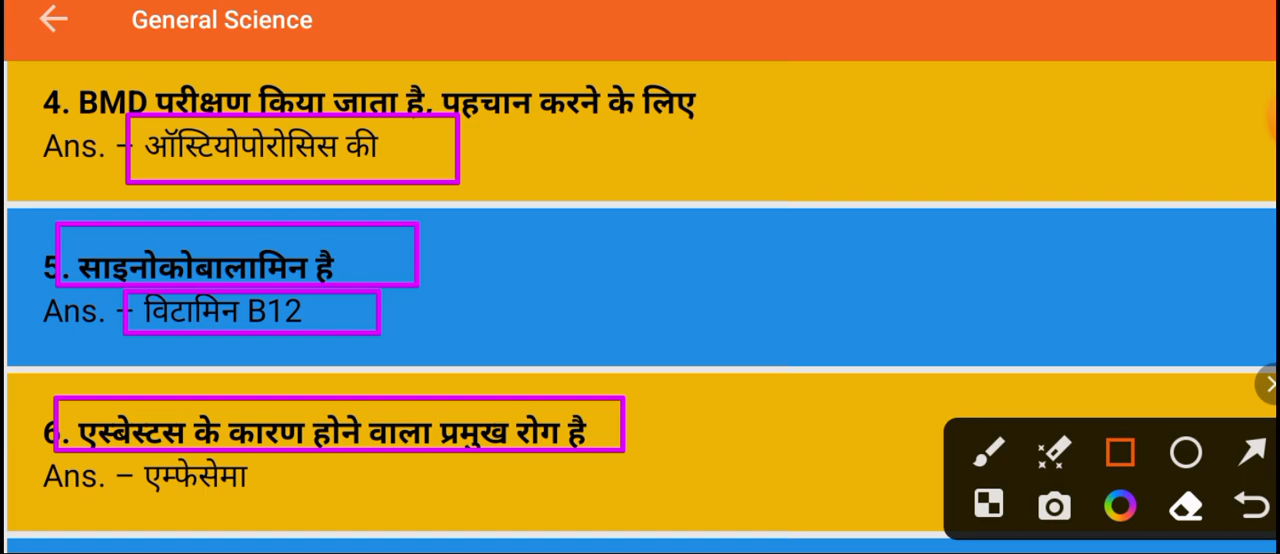 General Science
4. BMD परीक्षण किया जाता है, पहचान करने के लिए
Ans. – ऑस्टियोपोरोसिस की
5. साइनोकोबालामिन है
Ans. – विटामिन B12
6. एस्बेस्टस के कारण होने वाला प्रमुख रोग है
Ans. – एम्फेसेमा